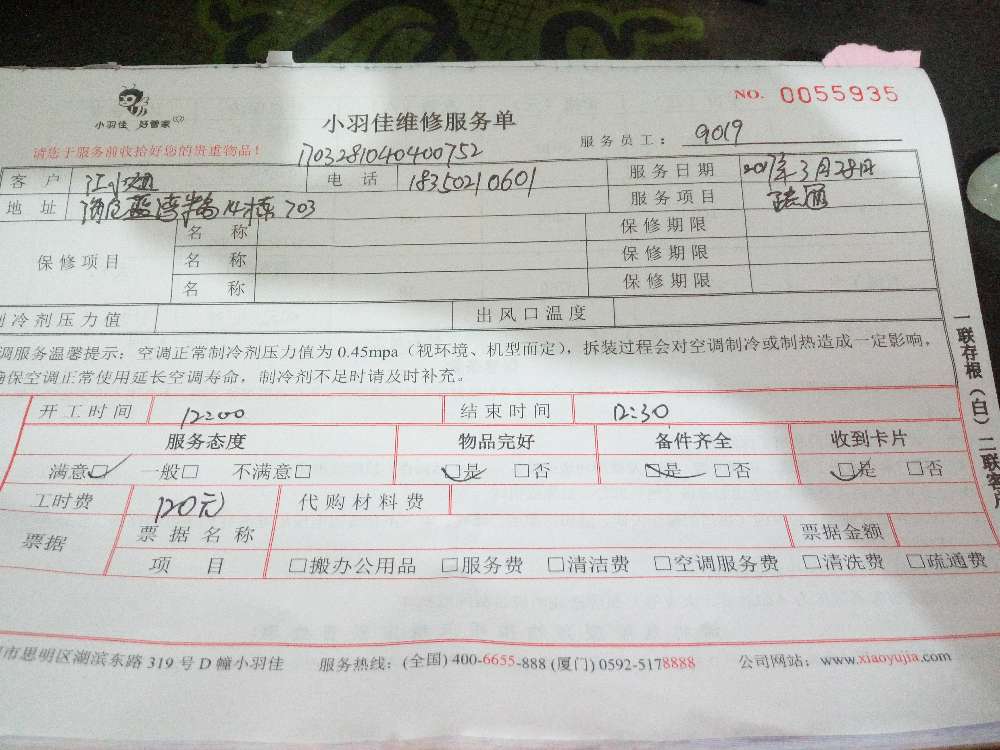 NO. 0055935
小羽佳 好管家
小羽佳维修服务单
服务员工: 9019
请您于服务前收拾好您的贵重物品!
1703281040400752
客户 江小姐 电话 18350210601 服务日期 2017年3月28日
地址 蓝湾 14栋 703 服务项目
保修项目 名称 保修期限
名称 保修期限
名称 保修期限
制冷剂压力值 出风口温度
调服务温馨提示: 空调正常制冷剂压力值为 0.45mpa (视环境、机型而定), 拆装过程会对空调制冷或制热造成一定影响,
确保空调正常使用延长空调寿命, 制冷剂不足时请及时补充。
开工时间 12:00 结束时间 12:30
服务态度 物品完好 备件齐全 收到卡片
满意□ 一般□ 不满意□ □是 □否 □是 □否 □是 □否
工时费 120元 代购材料费
票据 票据名称 票据金额
项目 □搬办公用品 □服务费 □清洁费 □空调服务费 □清洗费 □疏通费
市思明区湖滨东路 319 号 D 幢小羽佳 服务热线: (全国) 400-6655-888 (厦门) 0592-5178888 公司网站: www.xiaoyujia.com
一联存根(白) 二联客户